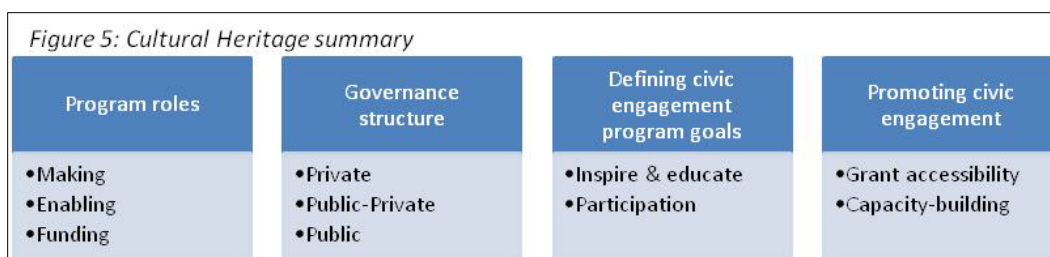 Figure 5: Cultural Heritage summary
Program roles
•Making
•Enabling
•Funding
Governance
structure
•Private
•Public-Private
•Public
Defining civic
engagement
program goals
•Inspire & educate
•Participation
Promoting civic
engagement
•Grant accessibility
•Capacity-building